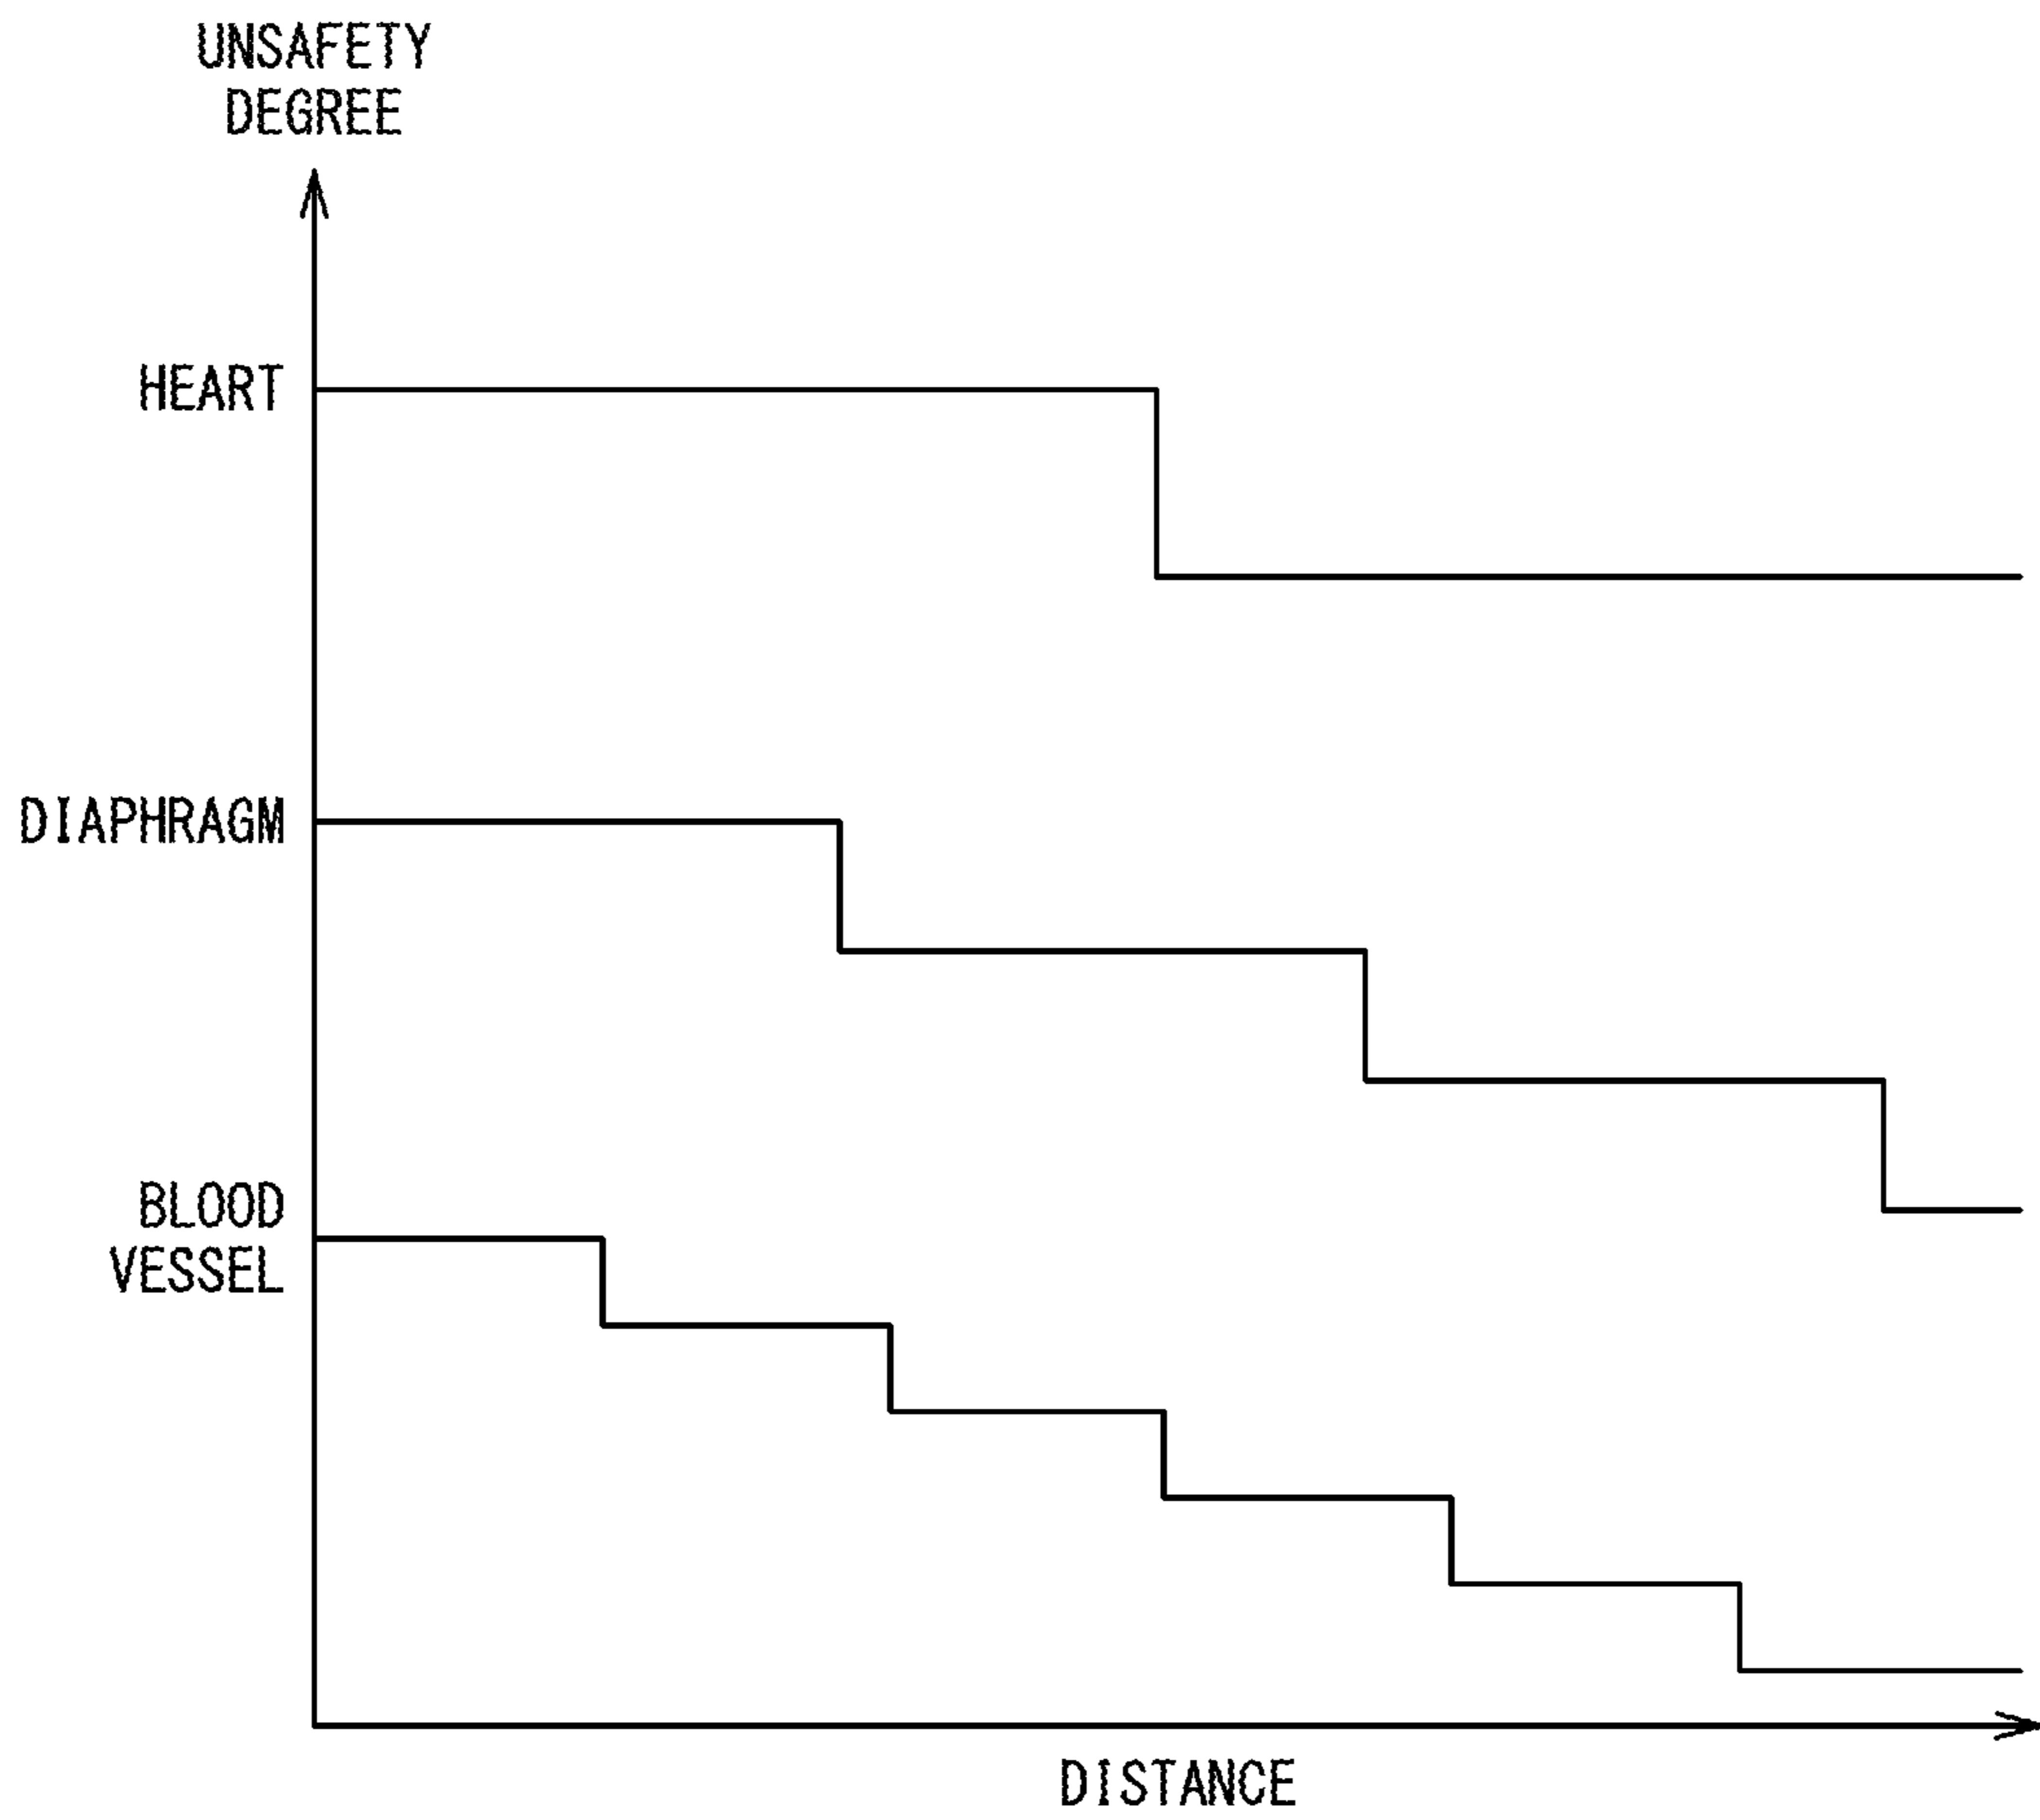 UNSAFETY
DEGREE
HEART
DIAPHRAGM
BLOOD
VESSEL
DISTANCE